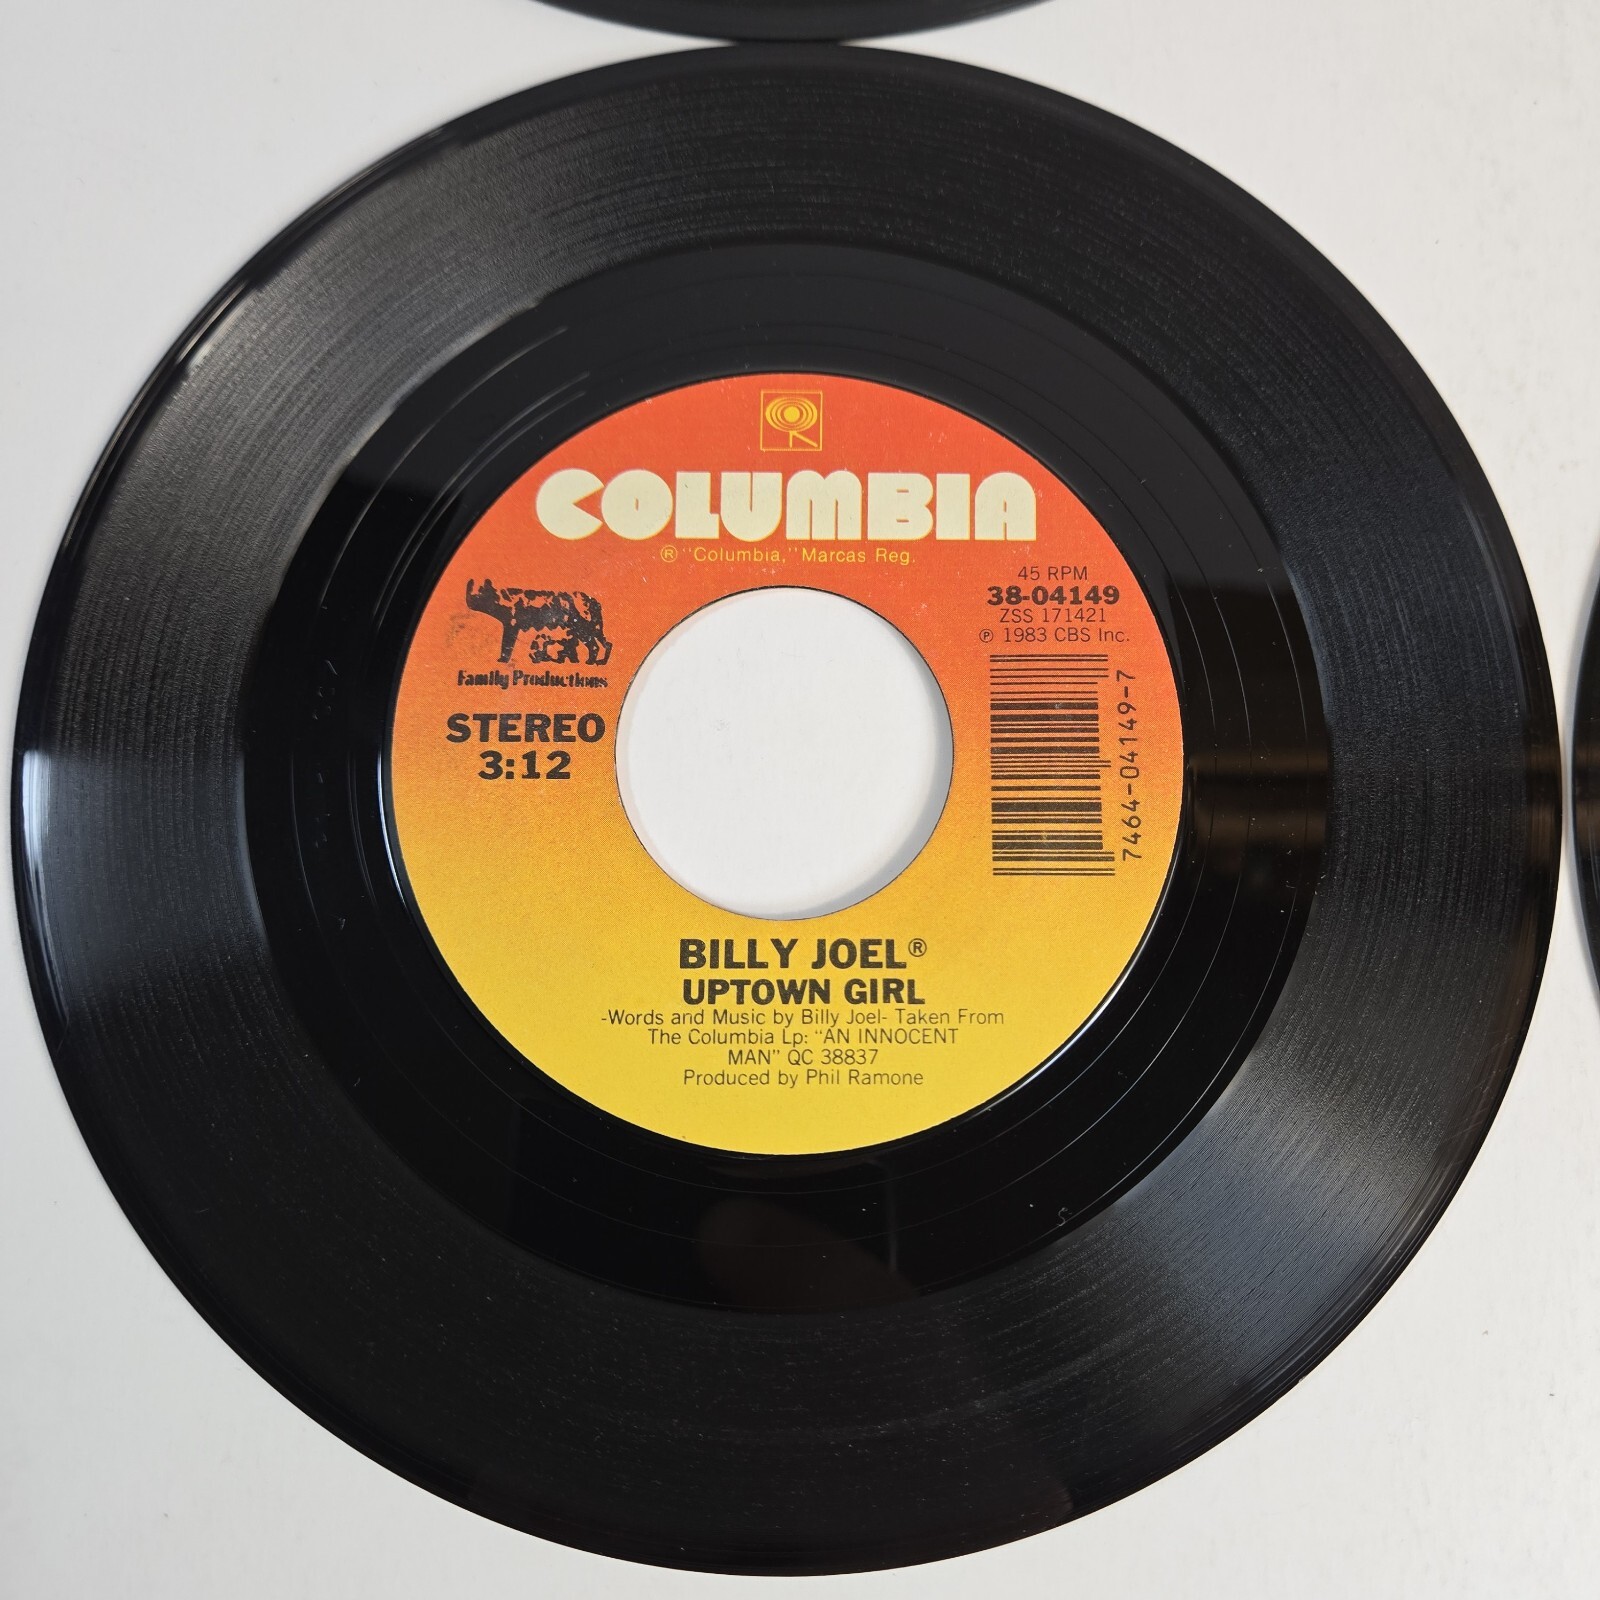 COLUMBIA
® "Columbia," Marcas Reg.
Family Productions
STEREO
3:12
45 RPM
38-04149
ZSS 171421
℗ 1983 CBS Inc.
7464-04149-7
BILLY JOEL®
UPTOWN GIRL
-Words and Music by Billy Joel- Taken From
The Columbia Lp: "AN INNOCENT
MAN" QC 38837
Produced by Phil Ramone